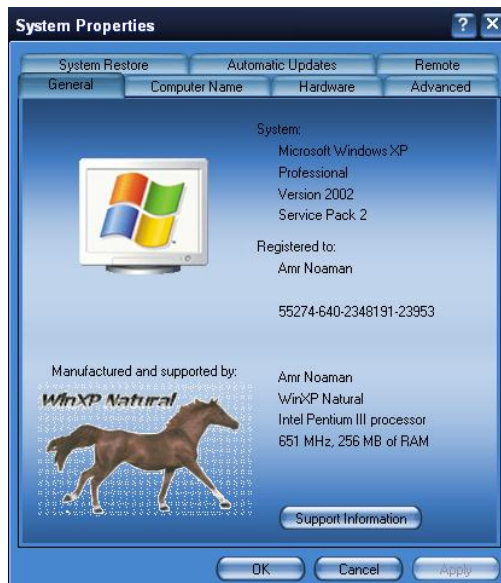 System Properties
?
X
System Restore
Automatic Updates
Remote
General
Computer Name
Hardware
Advanced
System:
Microsoft Windows XP
Professional
Version 2002
Service Pack 2
Registered to:
Amr Noaman
55274-640-2348191-23953
Manufactured and supported by:
WinXP Natural
Amr Noaman
WinXP Natural
Intel Pentium III processor
651 MHz, 256 MB of RAM
Support Information
OK
Cancel
Apply